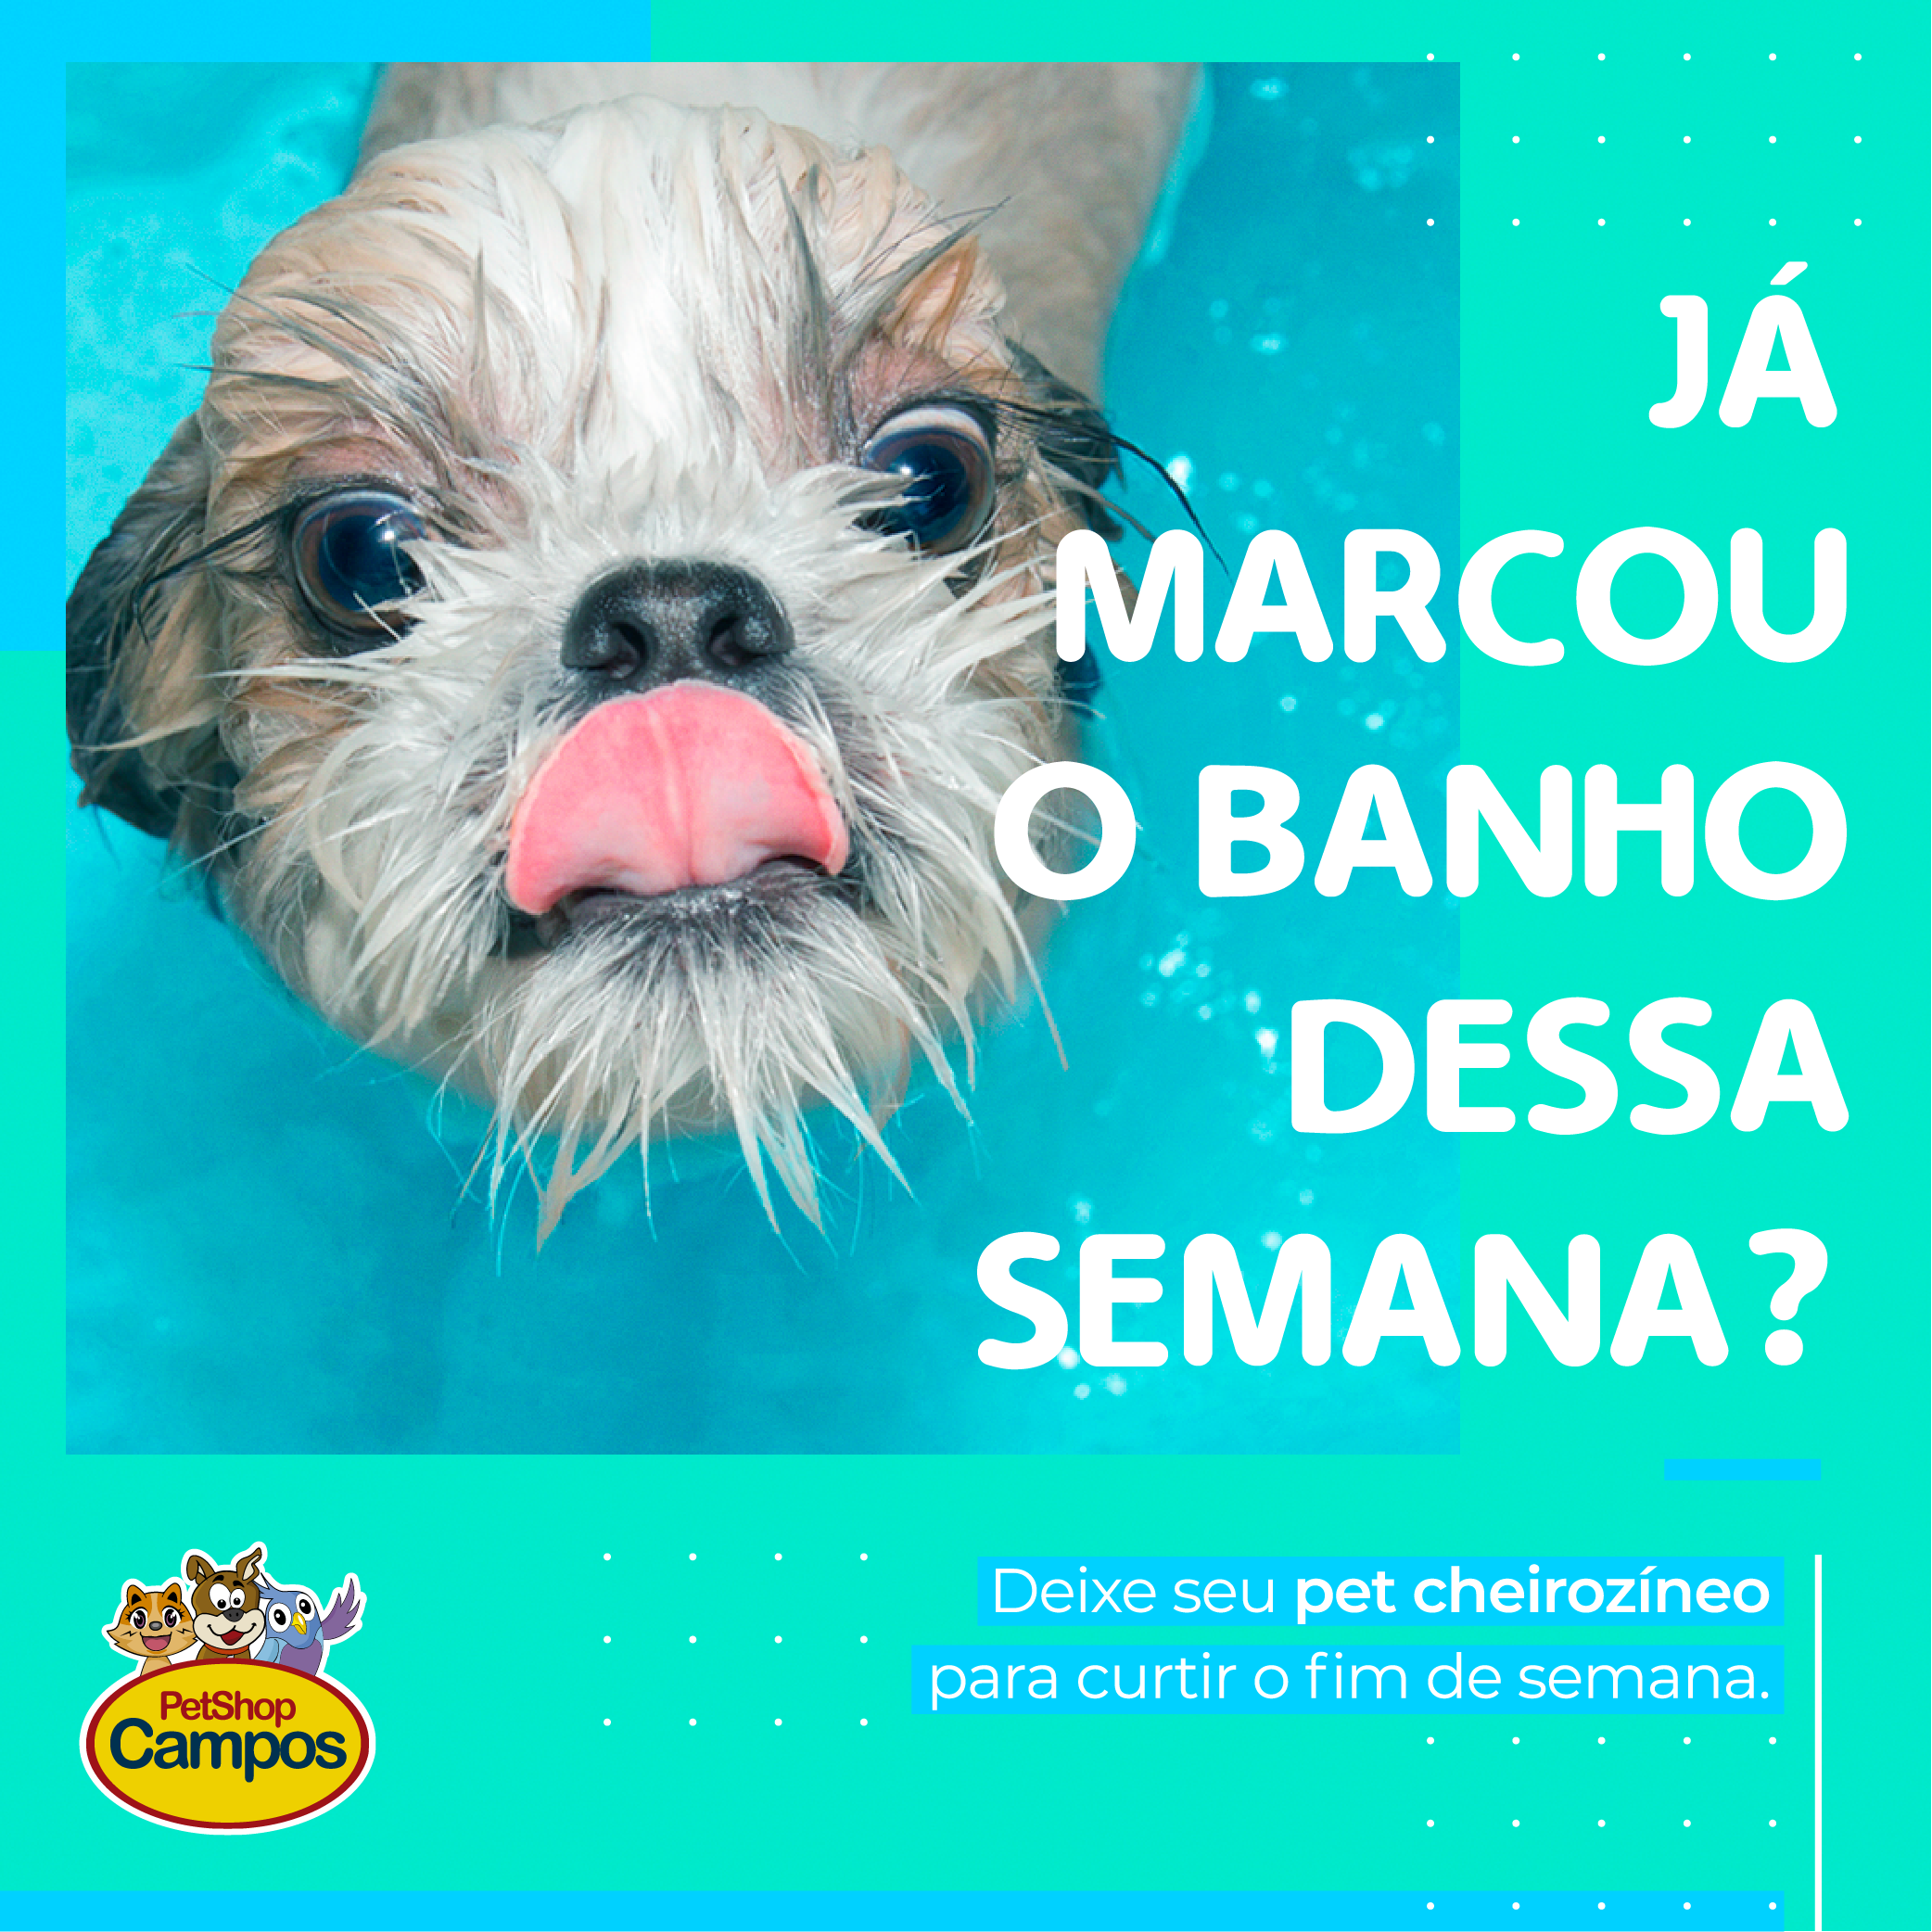 JÁ
MARCOU
O BANHO
DESSA
SEMANA?
Deixe seu pet cheirozíneo
para curtir o fim de semana.
PetShop
Campos